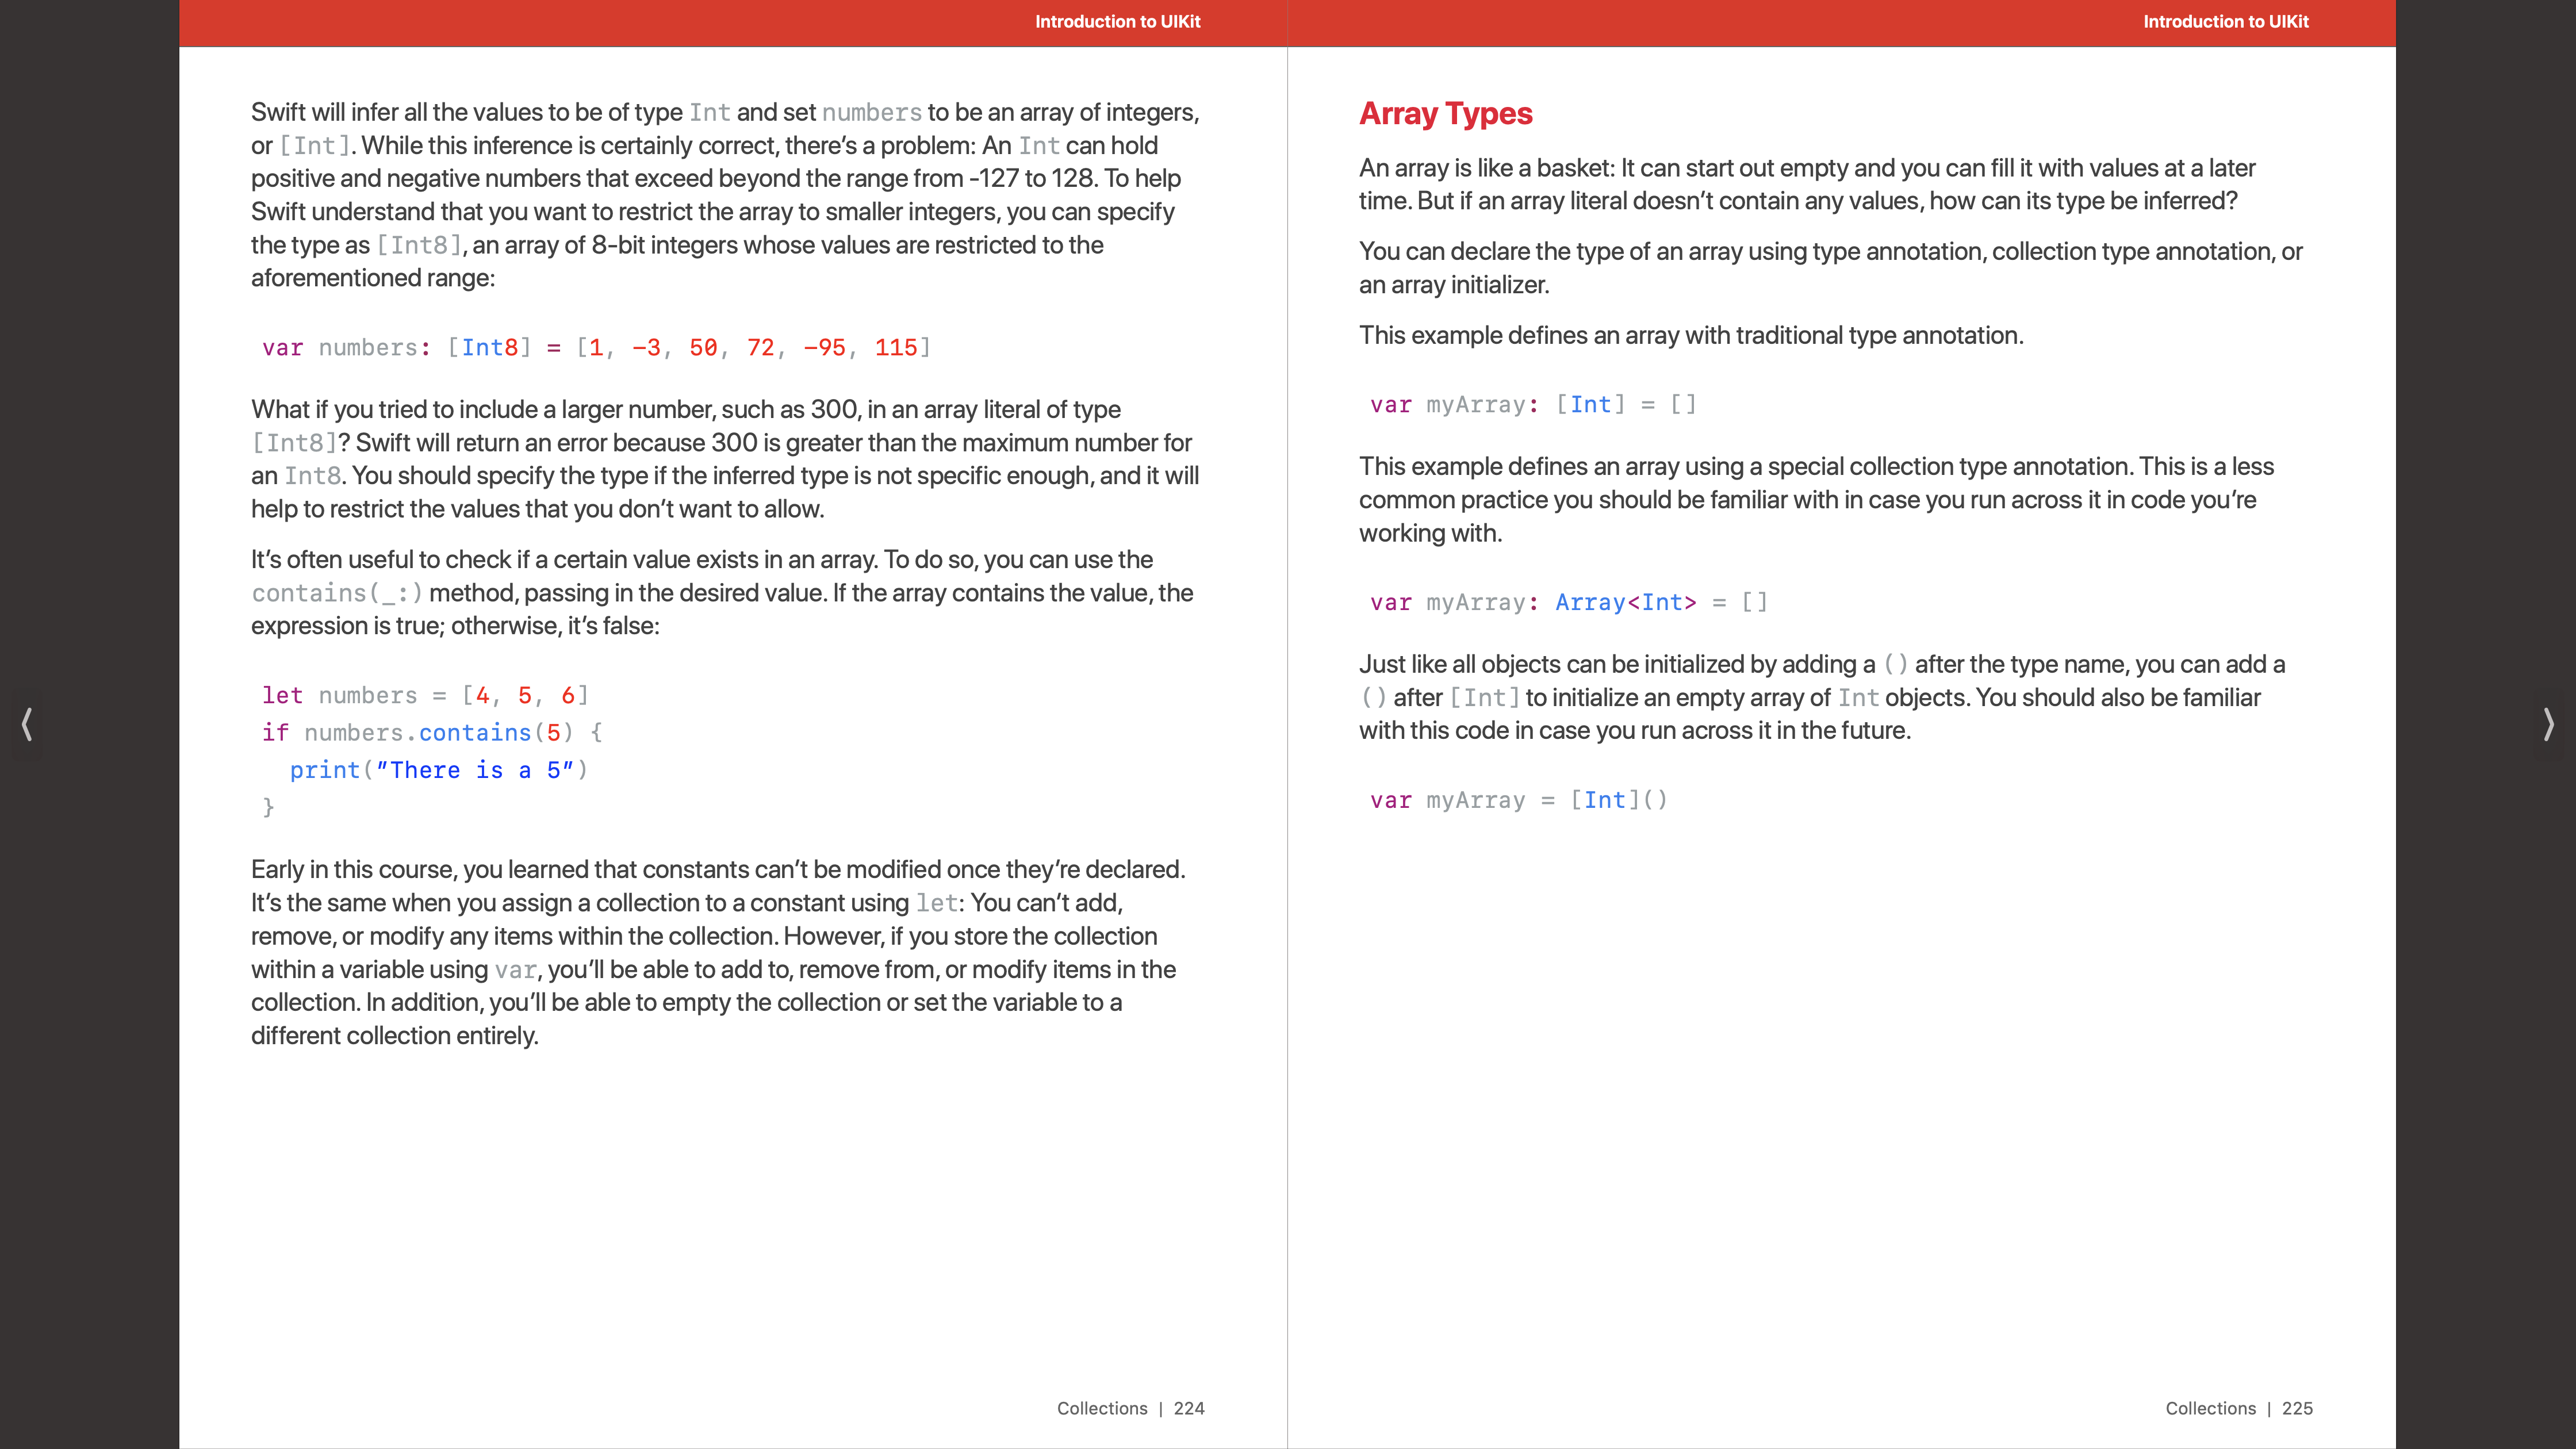 Introduction to UIKit
Swift will infer all the values to be of type Int and set numbers to be an array of integers,
or [Int]. While this inference is certainly correct, there’s a problem: An Int can hold
positive and negative numbers that exceed beyond the range from -127 to 128. To help
Swift understand that you want to restrict the array to smaller integers, you can specify
the type as [Int8], an array of 8-bit integers whose values are restricted to the
aforementioned range:
var numbers: [Int8] = [1, −3, 50, 72, −95, 115]
What if you tried to include a larger number, such as 300, in an array literal of type
[Int8]? Swift will return an error because 300 is greater than the maximum number for
an Int8. You should specify the type if the inferred type is not specific enough, and it will
help to restrict the values that you don’t want to allow.
It’s often useful to check if a certain value exists in an array. To do so, you can use the
contains(_:) method, passing in the desired value. If the array contains the value, the
expression is true; otherwise, it’s false:
let numbers = [4, 5, 6]
if numbers.contains(5) {
  print(”There is a 5”)
}
Early in this course, you learned that constants can’t be modified once they’re declared.
It’s the same when you assign a collection to a constant using let: You can’t add,
remove, or modify any items within the collection. However, if you store the collection
within a variable using var, you’ll be able to add to, remove from, or modify items in the
collection. In addition, you’ll be able to empty the collection or set the variable to a
different collection entirely.
Collections | 224
Introduction to UIKit
Array Types
An array is like a basket: It can start out empty and you can fill it with values at a later
time. But if an array literal doesn’t contain any values, how can its type be inferred?
You can declare the type of an array using type annotation, collection type annotation, or
an array initializer.
This example defines an array with traditional type annotation.
var myArray: [Int] = []
This example defines an array using a special collection type annotation. This is a less
common practice you should be familiar with in case you run across it in code you’re
working with.
var myArray: Array<Int> = []
Just like all objects can be initialized by adding a () after the type name, you can add a
() after [Int] to initialize an empty array of Int objects. You should also be familiar
with this code in case you run across it in the future.
var myArray = [Int]()
Collections | 225